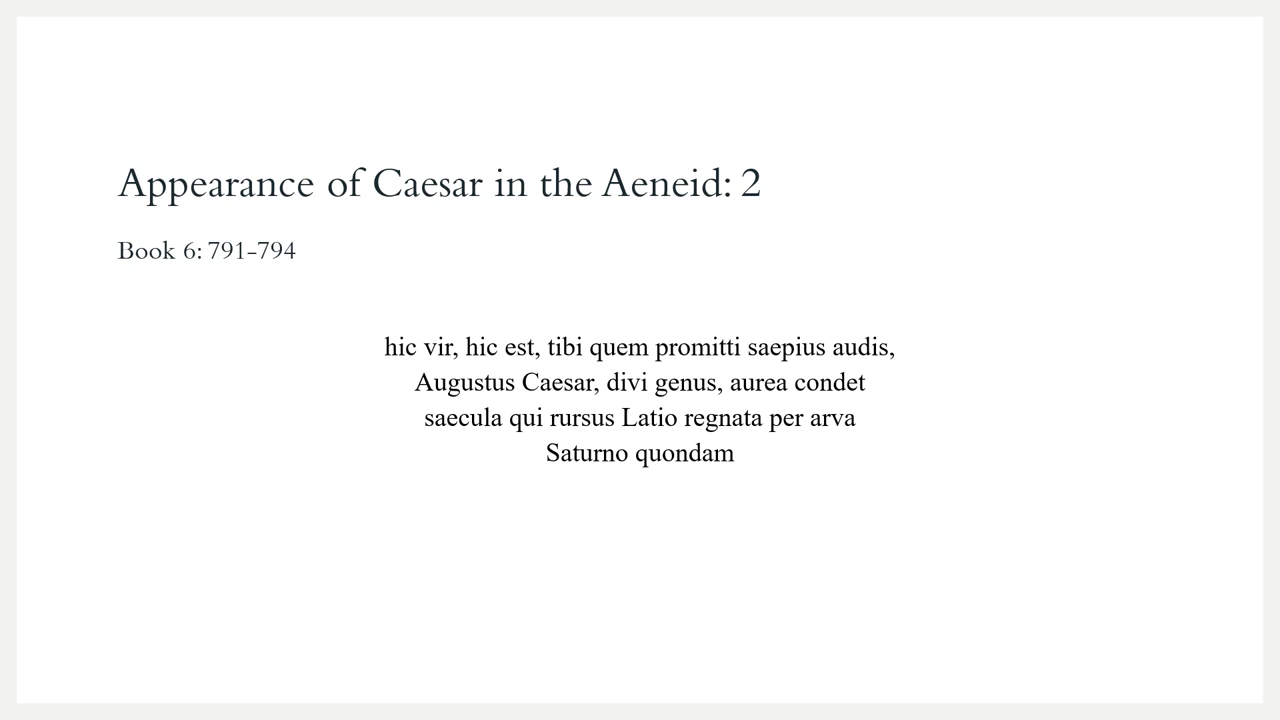 Appearance of Caesar in the Aeneid: 2
Book 6: 791-794
hic vir, hic est, tibi quem promitti saepius audis,
Augustus Caesar, divi genus, aurea condet
saecula qui rursus Latio regnata per arva
Saturno quondam